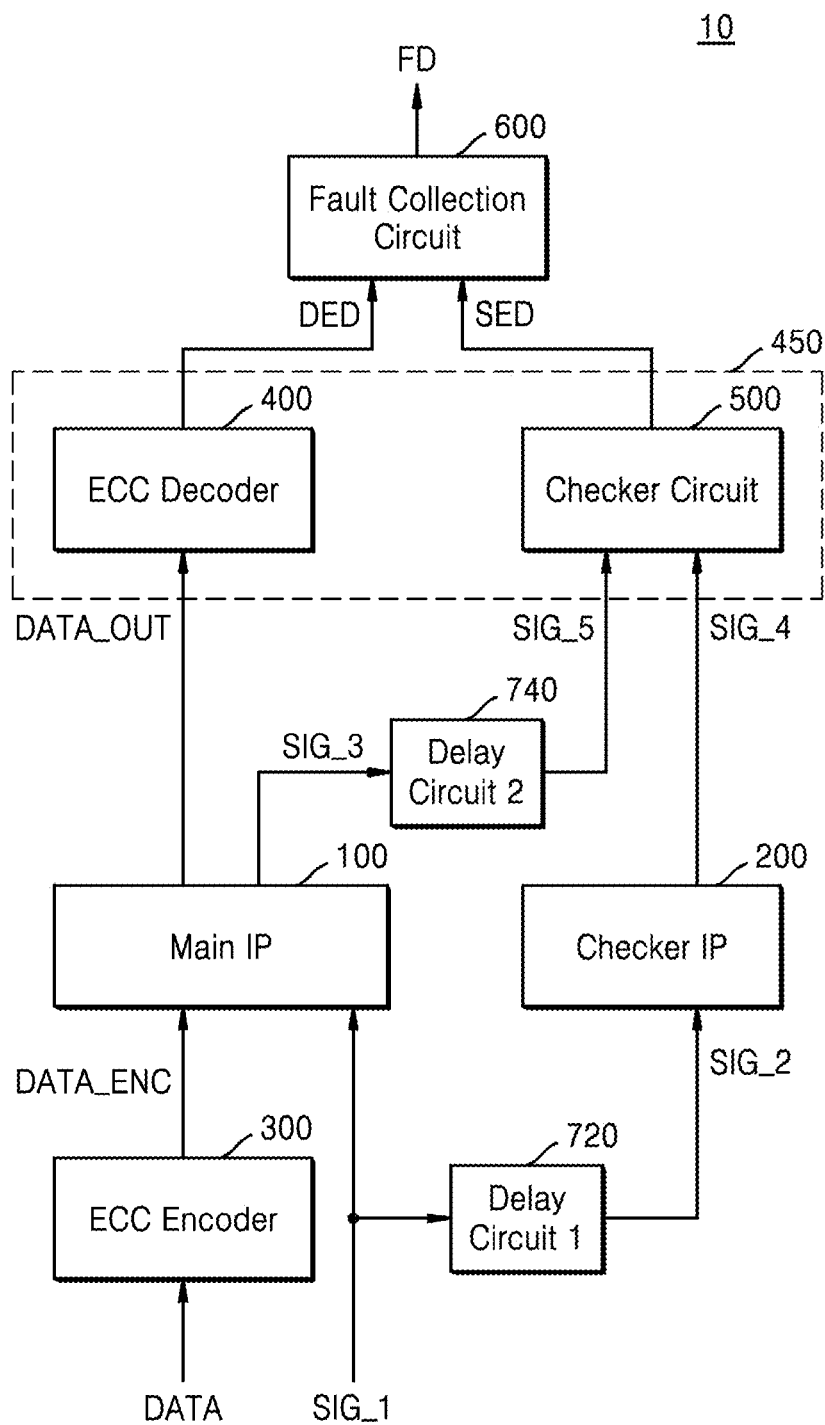 10
FD
600
Fault Collection
Circuit
DED
SED
450
400
500
ECC Decoder
Checker Circuit
DATA_OUT
SIG_5
SIG_4
740
SIG_3
Delay
Circuit 2
100
200
Main IP
Checker IP
DATA_ENC
SIG_2
300
720
ECC Encoder
Delay
Circuit 1
DATA
SIG_1